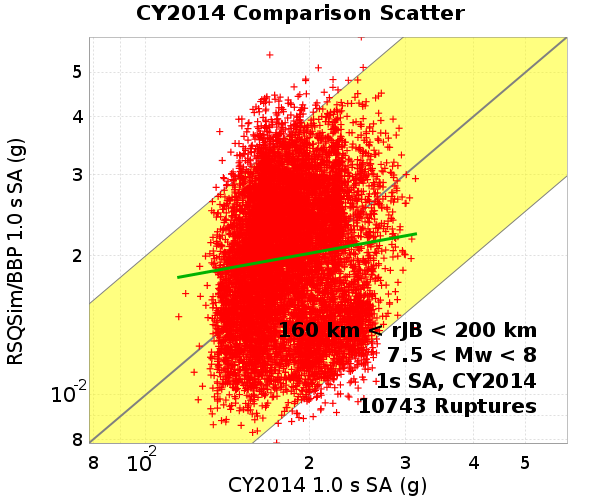 CY2014 Comparison Scatter
RSQSim/BBP 1.0 s SA (g)
5
4
3
2
10-2
8
160 km < rJB < 200 km
7.5 < Mw < 8
1s SA, CY2014
10743 Ruptures
8 10-2 2 3 4 5
CY2014 1.0 s SA (g)